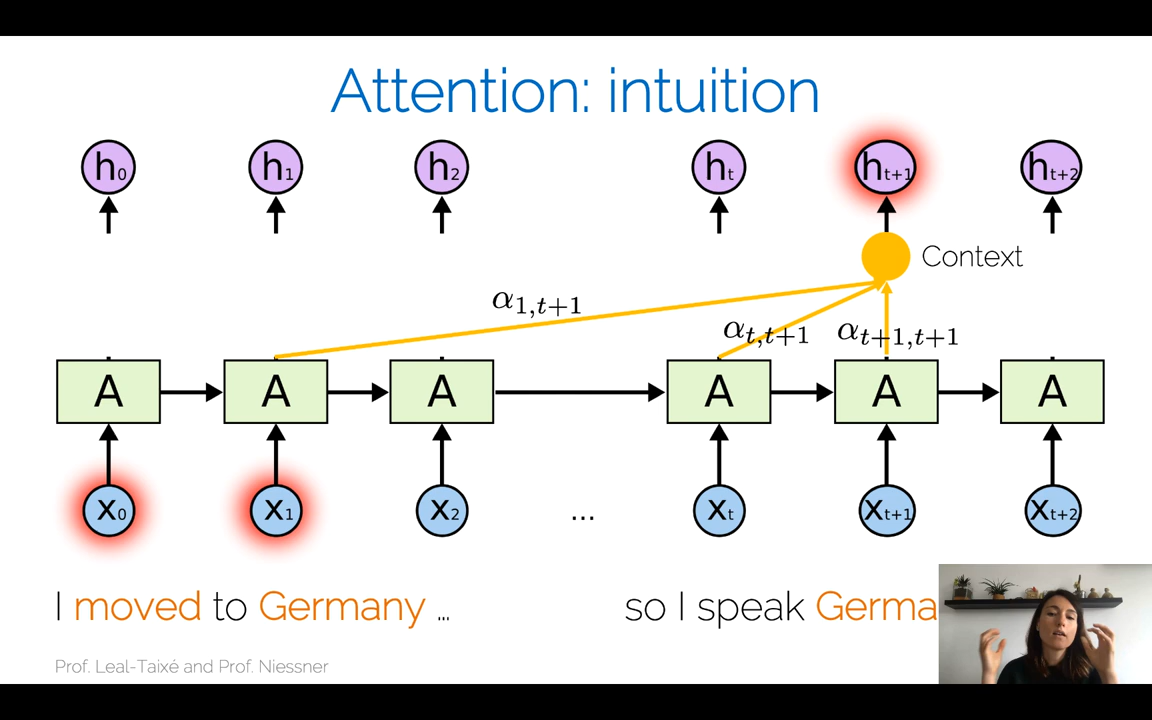 Attention: intuition
h0 h1 h2 ht ht+1 ht+2
Context
α1,t+1
αt,t+1 αt+1,t+1
A A A A A A
x0 x1 x2 ... xt xt+1 xt+2
I moved to Germany ... so I speak Germa
Prof. Leal-Taixé and Prof. Niessner